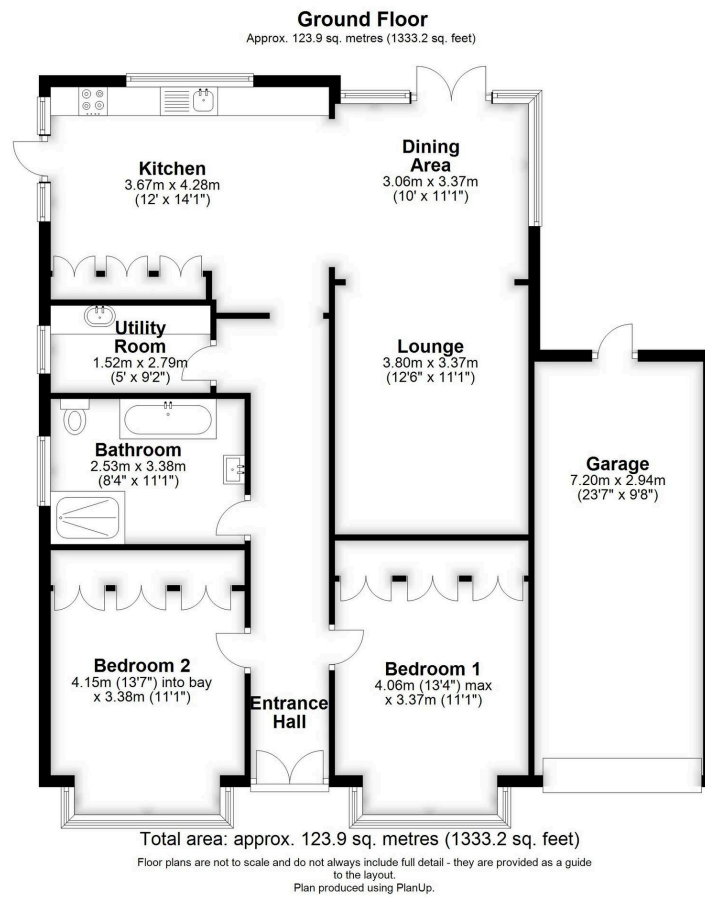 Ground Floor
Approx. 123.9 sq. metres (1333.2 sq. feet)
Kitchen
3.67m x 4.28m
(12' x 14'1")
Dining
Area
3.06m x 3.37m
(10' x 11'1")
Utility
Room
1.52m x 2.79m
(5' x 9'2")
Lounge
3.80m x 3.37m
(12'6" x 11'1")
Bathroom
2.53m x 3.38m
(8'4" x 11'1")
Garage
7.20m x 2.94m
(23'7" x 9'8")
Bedroom 2
4.15m (13'7") into bay
x 3.38m (11'1")
Bedroom 1
4.06m (13'4") max
x 3.37m (11'1")
Entrance
Hall
Total area: approx. 123.9 sq. metres (1333.2 sq. feet)
Floor plans are not to scale and do not always include full detail - they are provided as a guide
to the layout.
Plan produced using PlanUp.